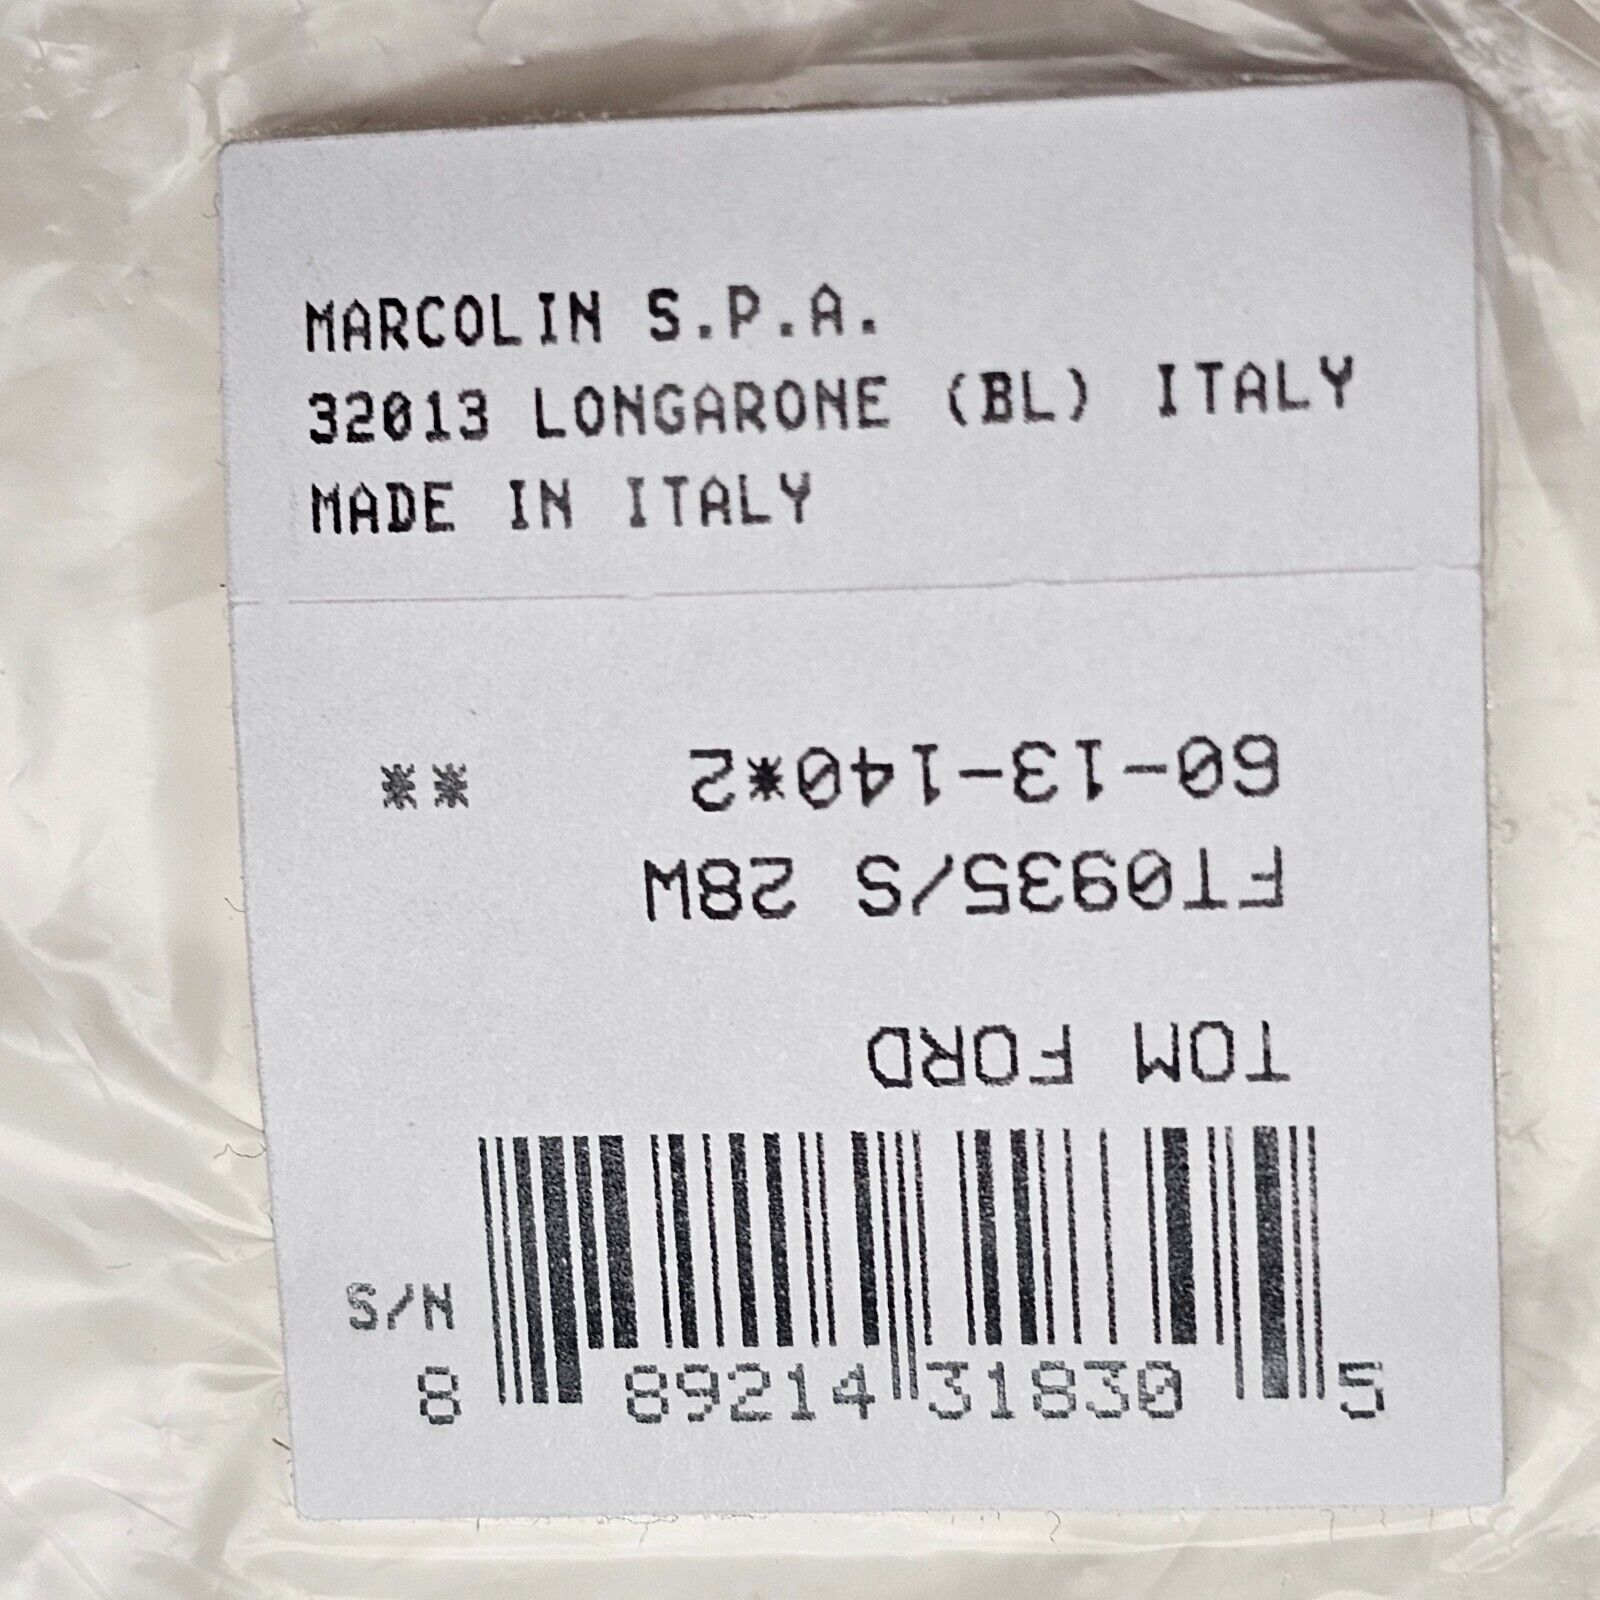 MARCOLIN S.P.A.
32013 LONGARONE (BL) ITALY
MADE IN ITALY
TOM FORD
FT0935/S 28W
60-13-140*2 **
S/N
8 89214 31830 5